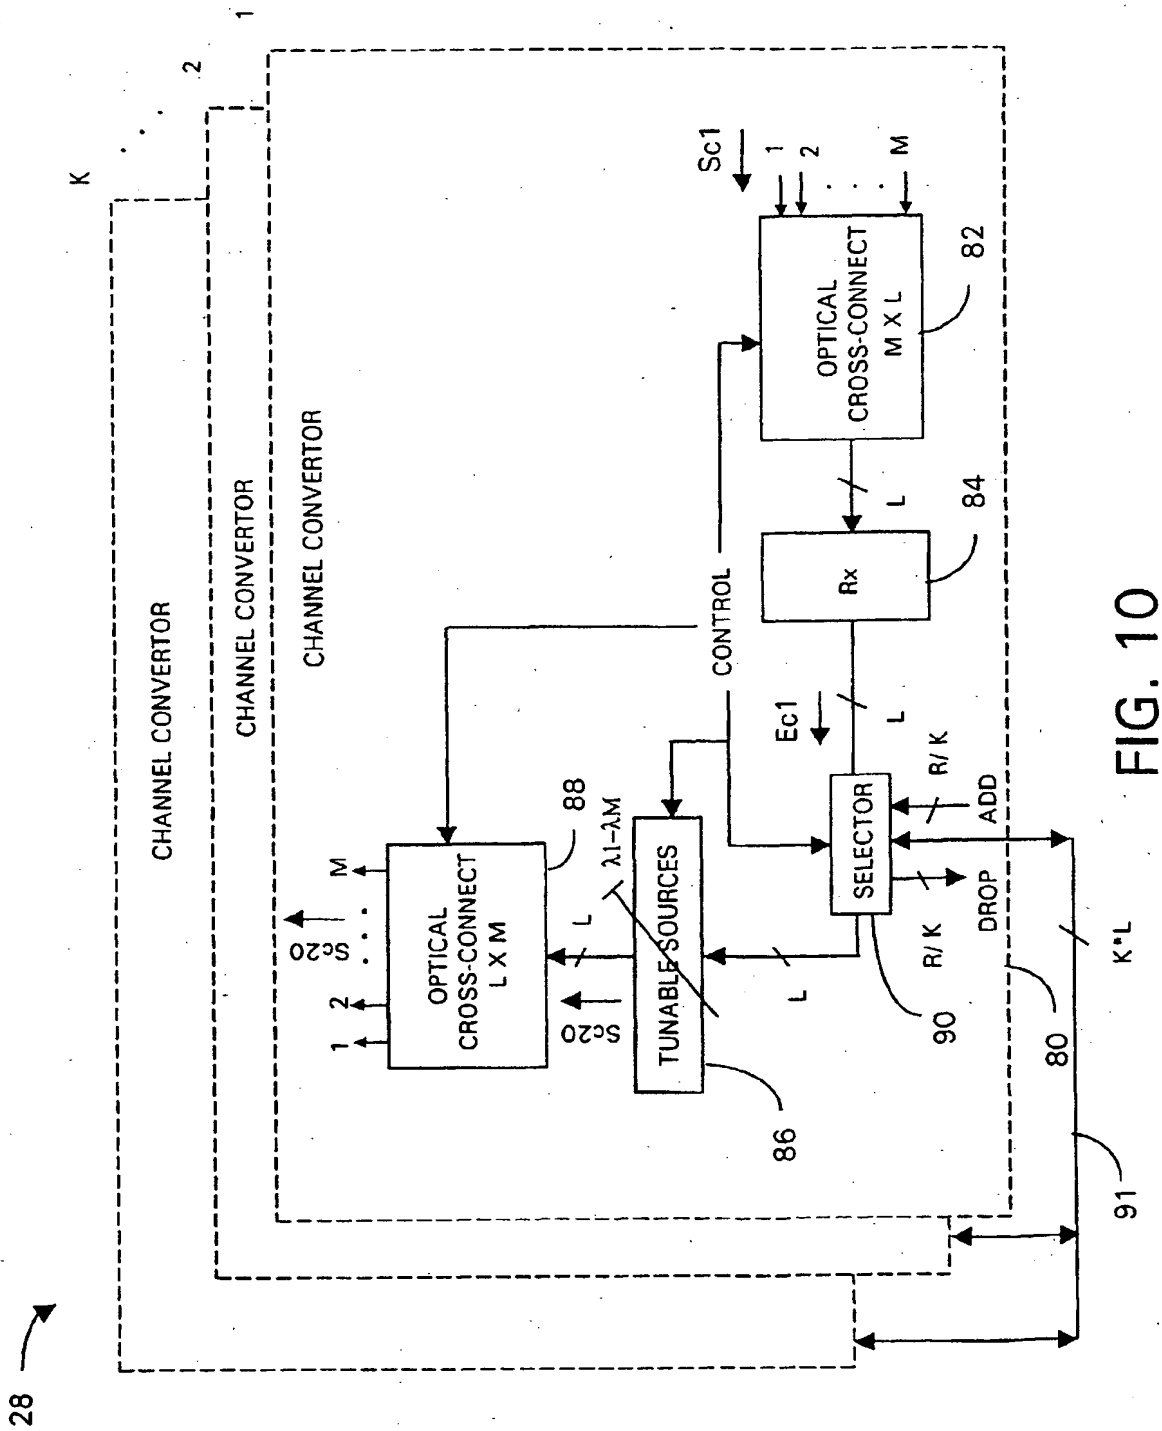 28
K
2
1
CHANNEL CONVERTOR
CHANNEL CONVERTOR
CHANNEL CONVERTOR
1
2
M
Sc20
OPTICAL
CROSS-CONNECT
L X M
88
Sc20
L
λ1-λM
TUNABLE SOURCES
86
CONTROL
Sc1
1
2
M
OPTICAL
CROSS-CONNECT
M X L
82
L
Rx
84
Ec1
L
L
SELECTOR
90
R/K
DROP
R/K
ADD
80
K*L
91
FIG. 10